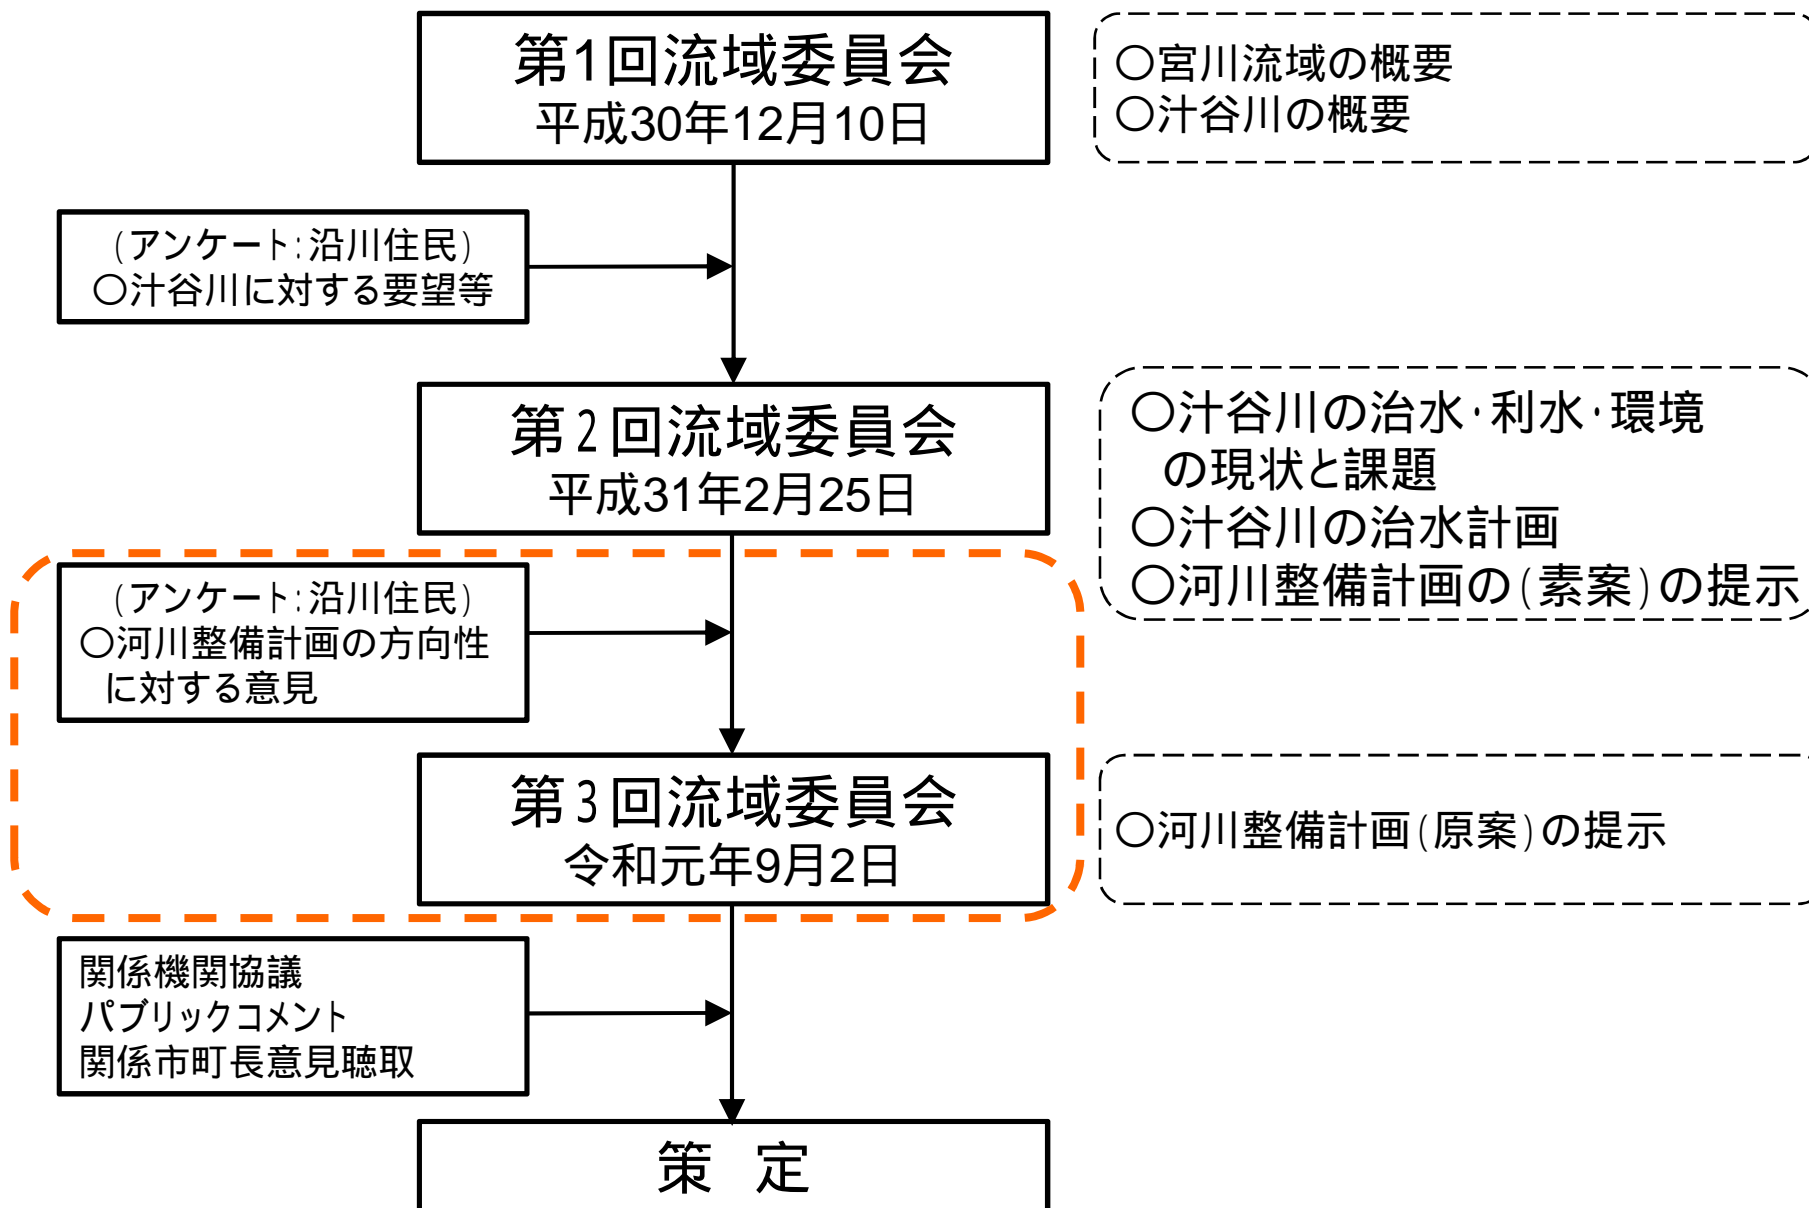 第1回流域委員会
平成30年12月10日
○宮川流域の概要
○汁谷川の概要
(アンケート:沿川住民)
○汁谷川に対する要望等
第2回流域委員会
平成31年2月25日
○汁谷川の治水・利水・環境
の現状と課題
○汁谷川の治水計画
○河川整備計画の(素案)の提示
(アンケート:沿川住民)
○河川整備計画の方向性
に対する意見
第3回流域委員会
令和元年9月2日
○河川整備計画(原案)の提示
関係機関協議
パブリックコメント
関係市町長意見聴取
策 定